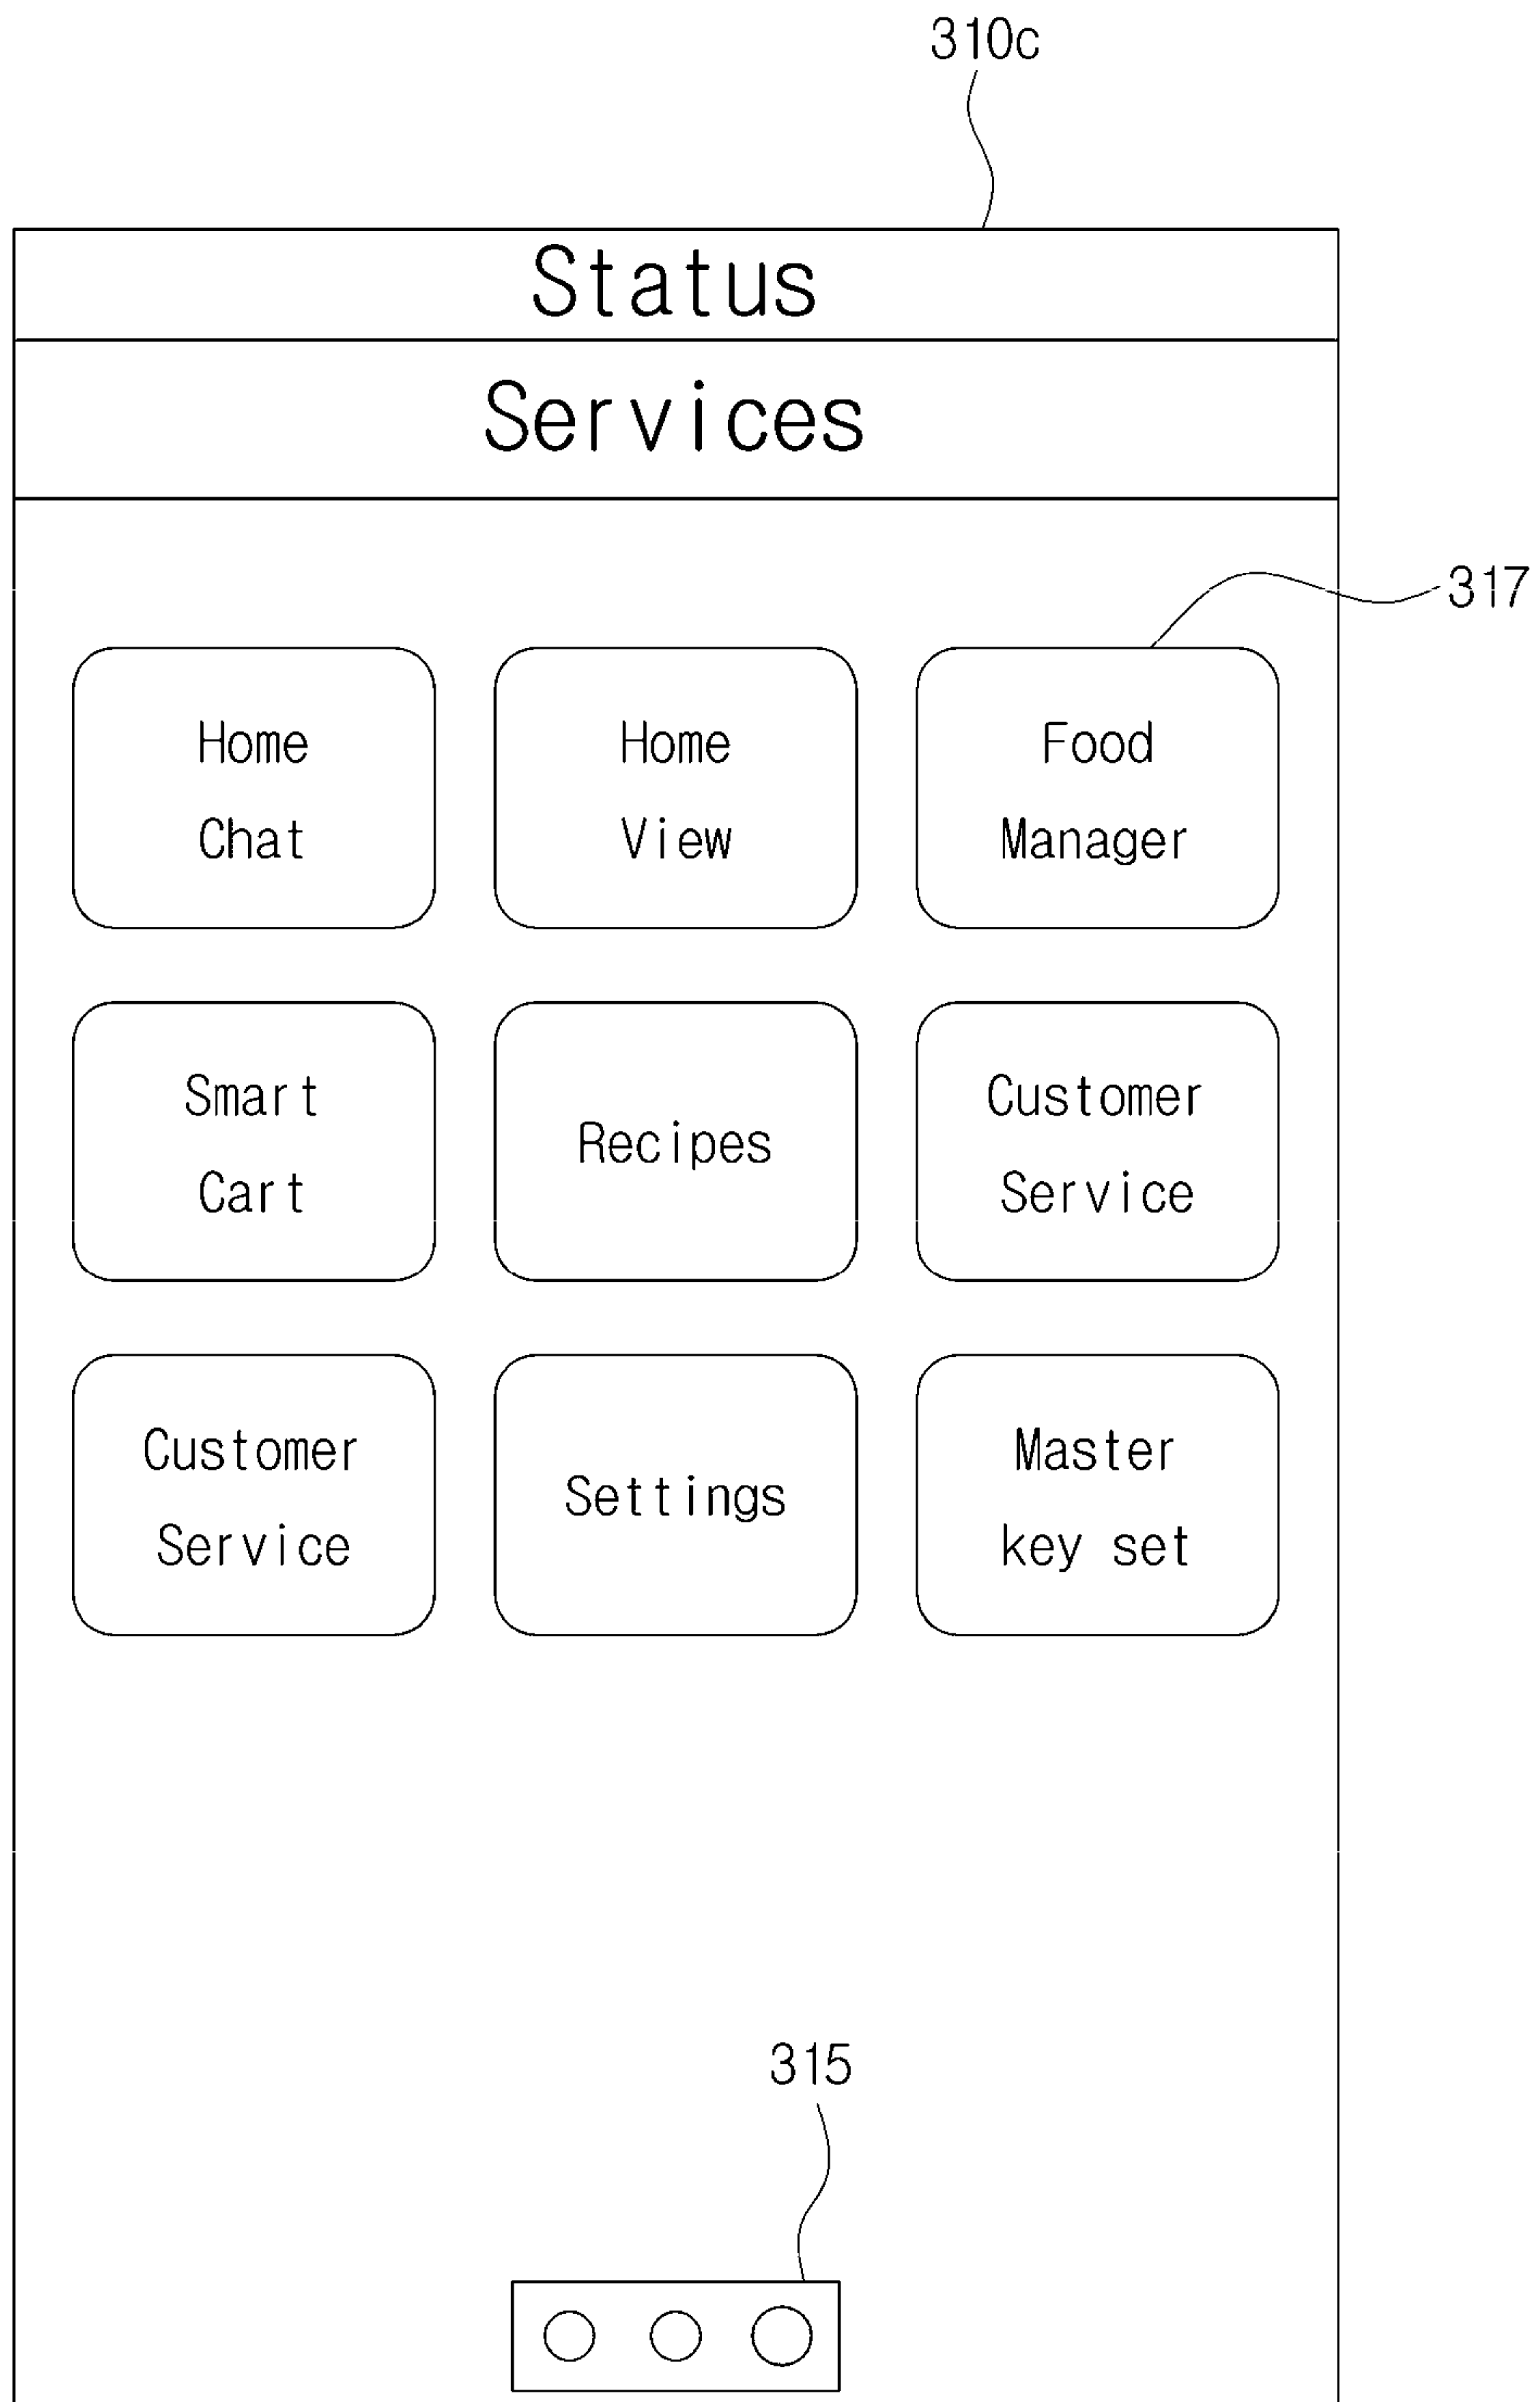 310c
Status
Services
317
Home
Chat
Home
View
Food
Manager
Smart
Cart
Recipes
Customer
Service
Customer
Service
Settings
Master
key set
315